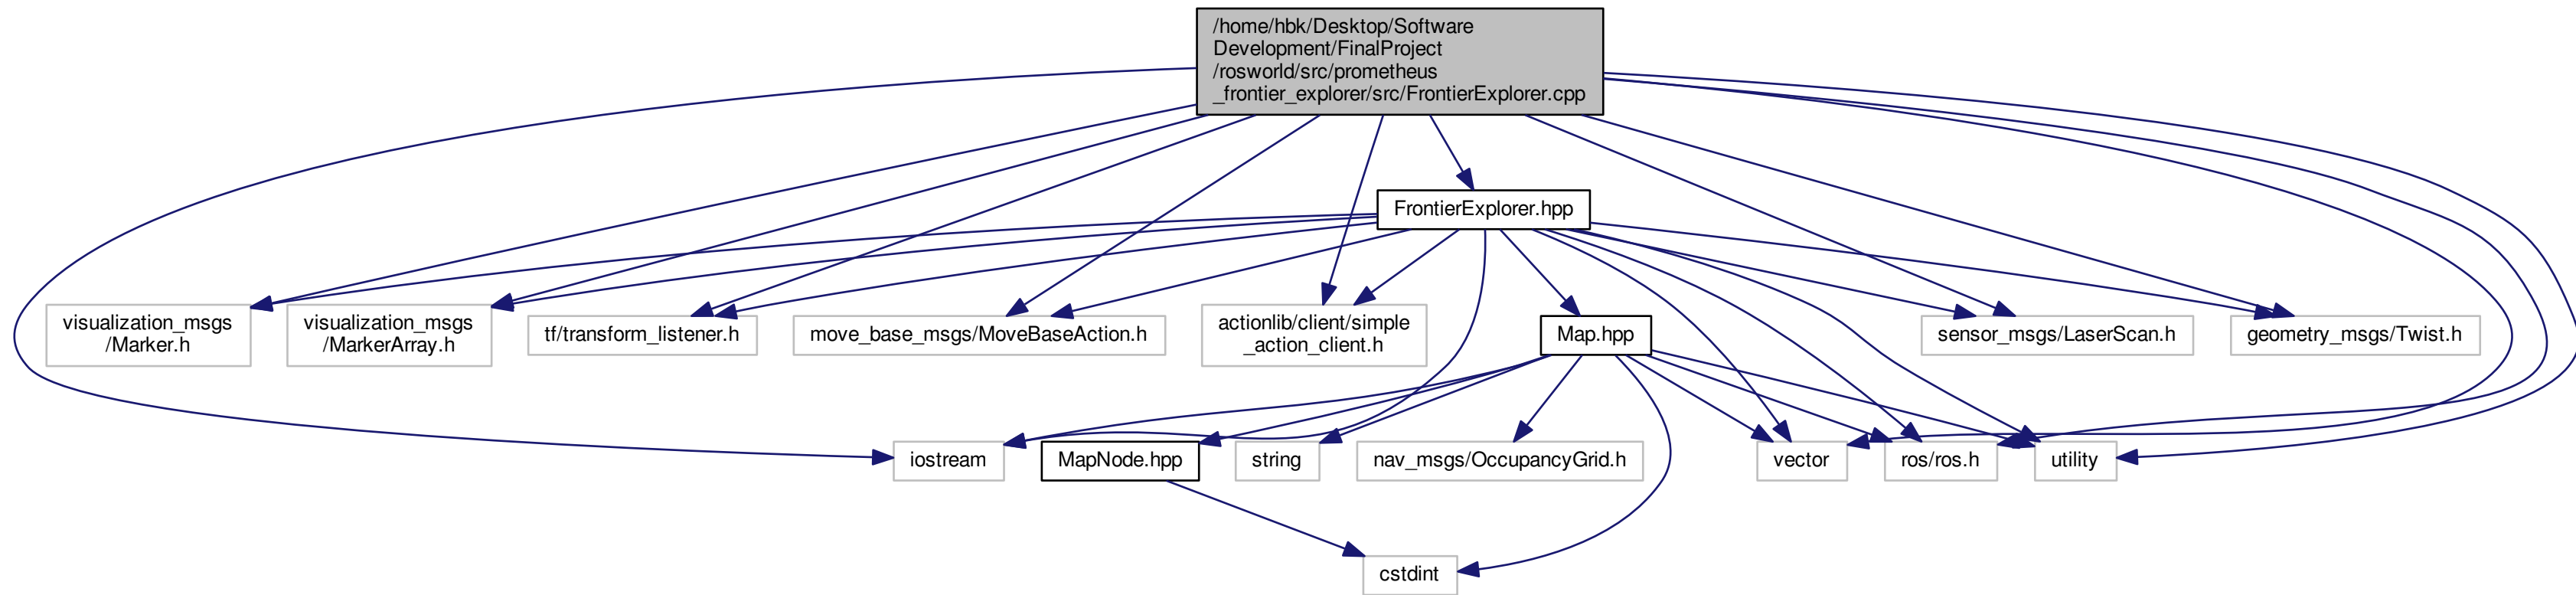 /home/hbk/Desktop/Software
Development/FinalProject
/rosworld/src/prometheus
_frontier_explorer/src/FrontierExplorer.cpp
FrontierExplorer.hpp
visualization_msgs
/Marker.h
visualization_msgs
/MarkerArray.h
tf/transform_listener.h
move_base_msgs/MoveBaseAction.h
actionlib/client/simple
_action_client.h
Map.hpp
sensor_msgs/LaserScan.h
geometry_msgs/Twist.h
iostream
MapNode.hpp
string
nav_msgs/OccupancyGrid.h
vector
ros/ros.h
utility
cstdint